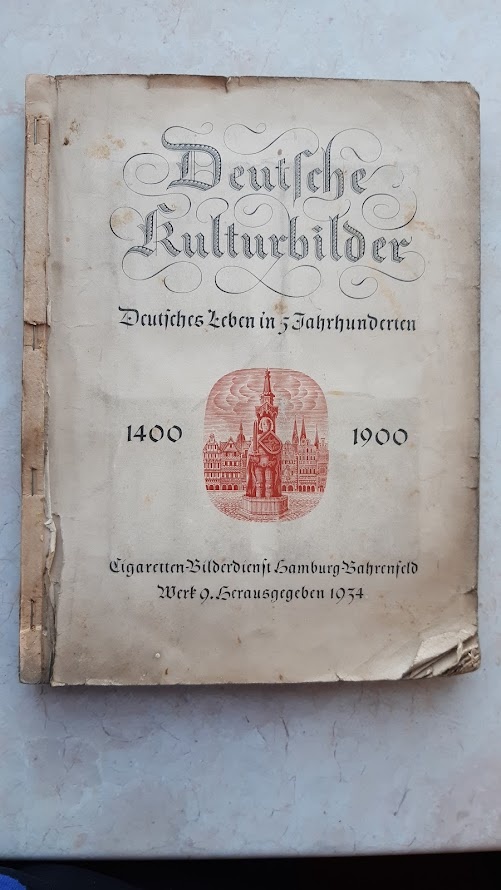 Deutsche
Kulturbilder
Deutsches Leben in 5 Jahrhunderten
1400
1900
Cigaretten-Bilderdienst Hamburg-Bahrenfeld
Werk 9. Herausgegeben 1934